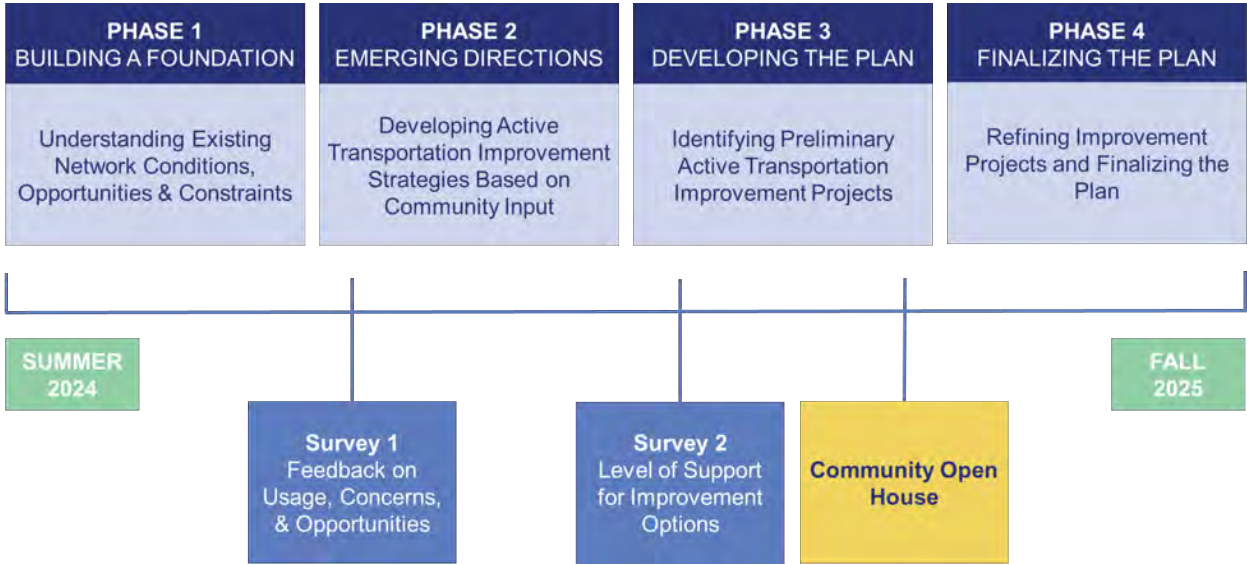 PHASE 1
BUILDING A FOUNDATION
Understanding Existing
Network Conditions,
Opportunities & Constraints
PHASE 2
EMERGING DIRECTIONS
Developing Active
Transportation Improvement
Strategies Based on
Community Input
PHASE 3
DEVELOPING THE PLAN
Identifying Preliminary
Active Transportation
Improvement Projects
PHASE 4
FINALIZING THE PLAN
Refining Improvement
Projects and Finalizing the
Plan
SUMMER
2024
FALL
2025
Survey 1
Feedback on
Usage, Concerns,
& Opportunities
Survey 2
Level of Support
for Improvement
Options
Community Open
House